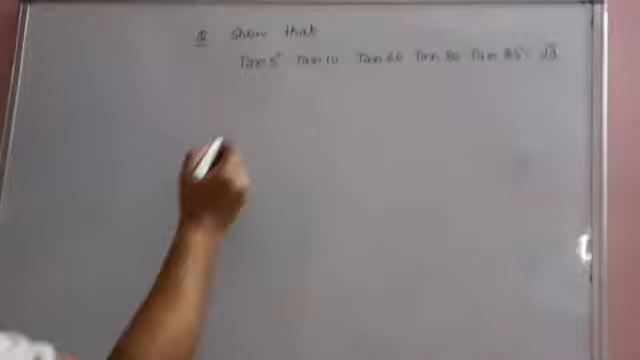 Q Show that
Tan 5° Tan 10 Tan 60 Tan 80 Tan 85° = √3